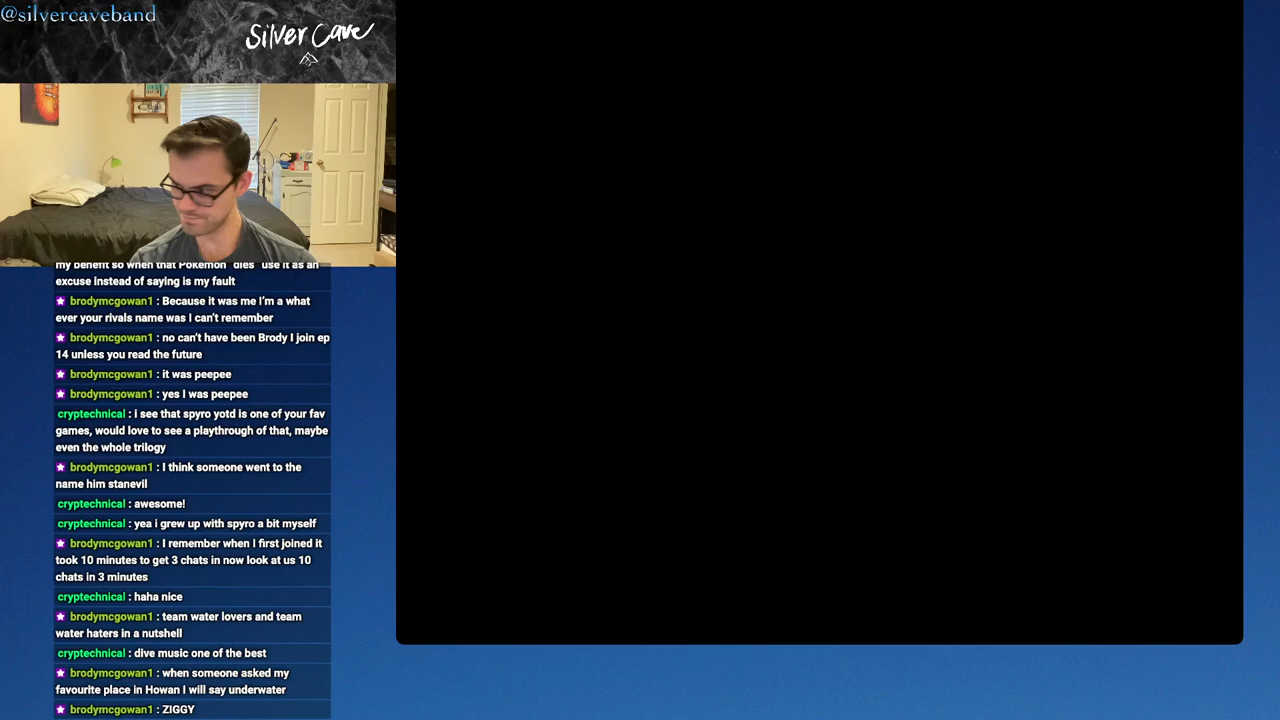 @silvercaveband
Silver Cave
my benefit so when that Pokemon "dies" use it as an
excuse instead of saying is my fault
brodymcgowan1 : Because it was me I'm a what
ever your rivals name was I can't remember
brodymcgowan1 : no can't have been Brody I join ep
14 unless you read the future
brodymcgowan1 : it was peepee
brodymcgowan1 : yes I was peepee
cryptechnical : i see that spyro yotd is one of your fav
games, would love to see a playthrough of that, maybe
even the whole trilogy
brodymcgowan1 : I think someone went to the
name him stanevil
cryptechnical : awesome!
cryptechnical : yea i grew up with spyro a bit myself
brodymcgowan1 : I remember when I first joined it
took 10 minutes to get 3 chats in now look at us 10
chats in 3 minutes
cryptechnical : haha nice
brodymcgowan1 : team water lovers and team
water haters in a nutshell
cryptechnical : dive music one of the best
brodymcgowan1 : when someone asked my
favourite place in Howan I will say underwater
brodymcgowan1 : ZIGGY